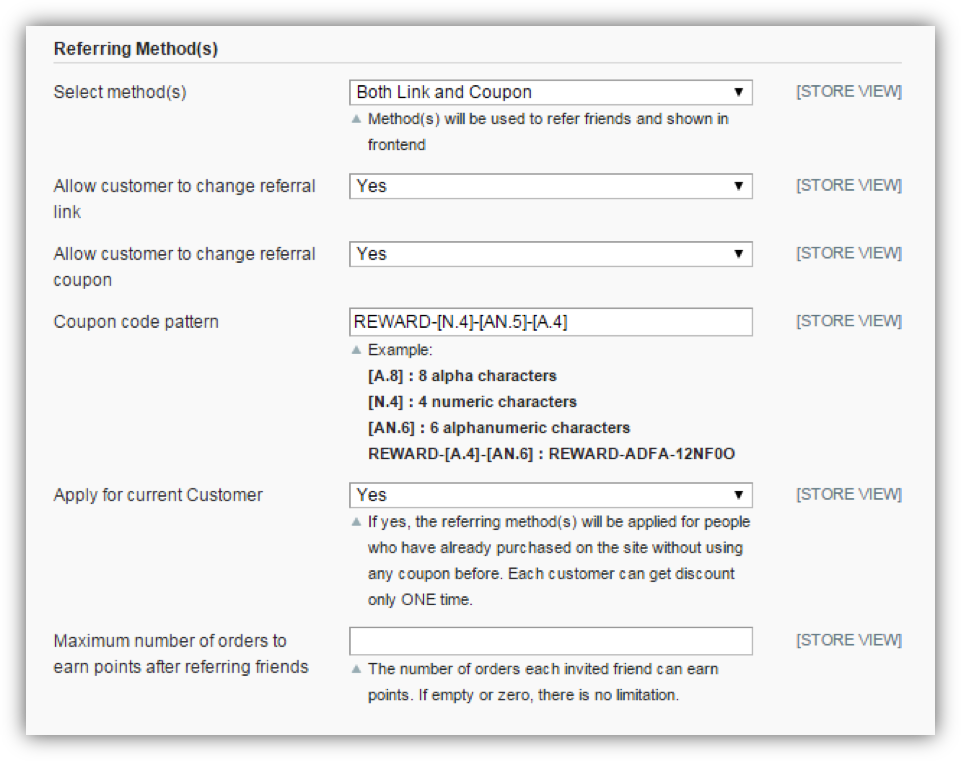 Referring Method(s)
Select method(s) Both Link and Coupon [STORE VIEW]
Method(s) will be used to refer friends and shown in
frontend
Allow customer to change referral Yes [STORE VIEW]
link
Allow customer to change referral Yes [STORE VIEW]
coupon
Coupon code pattern REWARD-[N.4]-[AN.5]-[A.4] [STORE VIEW]
Example:
[A.8] : 8 alpha characters
[N.4] : 4 numeric characters
[AN.6] : 6 alphanumeric characters
REWARD-[A.4]-[AN.6] : REWARD-ADFA-12NF0O
Apply for current Customer Yes [STORE VIEW]
If yes, the referring method(s) will be applied for people
who have already purchased on the site without using
any coupon before. Each customer can get discount
only ONE time.
Maximum number of orders to [STORE VIEW]
earn points after referring friends
The number of orders each invited friend can earn
points. If empty or zero, there is no limitation.